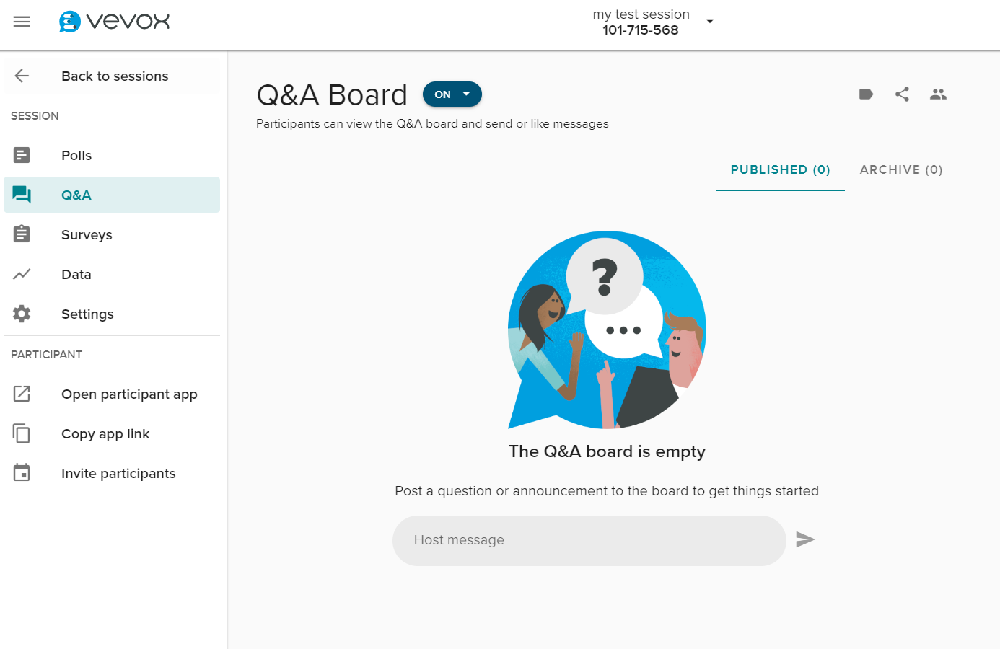 vevox
my test session
101-715-568
Back to sessions
SESSION
Polls
Q&A
Surveys
Data
Settings
PARTICIPANT
Open participant app
Copy app link
Invite participants
Q&A Board
ON
Participants can view the Q&A board and send or like messages
PUBLISHED (0)
ARCHIVE (0)
?
...
The Q&A board is empty
Post a question or announcement to the board to get things started
Host message